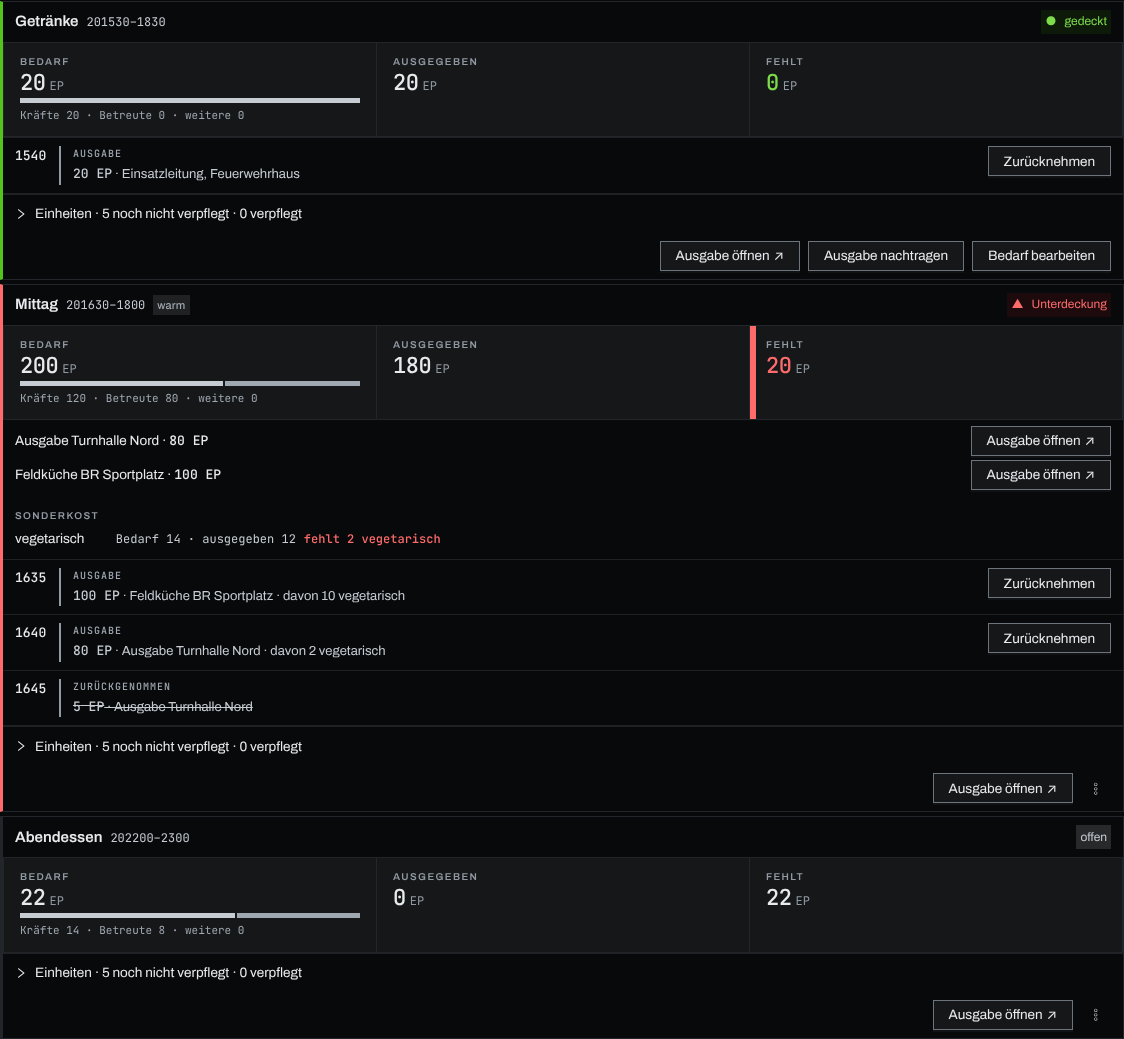 Getränke 201530–1830 gedeckt
BEDARF
20 EP
Kräfte 20 · Betreute 0 · weitere 0
AUSGEGEBEN
20 EP
FEHLT
0 EP
1540 AUSGABE
20 EP · Einsatzleitung, Feuerwehrhaus
Zurücknehmen
Einheiten · 5 noch nicht verpflegt · 0 verpflegt
Ausgabe öffnen ↗ Ausgabe nachtragen Bedarf bearbeiten
Mittag 201630–1800 warm Unterdeckung
BEDARF
200 EP
Kräfte 120 · Betreute 80 · weitere 0
AUSGEGEBEN
180 EP
FEHLT
20 EP
Ausgabe Turnhalle Nord · 80 EP Ausgabe öffnen ↗
Feldküche BR Sportplatz · 100 EP Ausgabe öffnen ↗
SONDERKOST
vegetarisch Bedarf 14 · ausgegeben 12 fehlt 2 vegetarisch
1635 AUSGABE
100 EP · Feldküche BR Sportplatz · davon 10 vegetarisch
Zurücknehmen
1640 AUSGABE
80 EP · Ausgabe Turnhalle Nord · davon 2 vegetarisch
Zurücknehmen
1645 ZURÜCKGENOMMEN
5 EP · Ausgabe Turnhalle Nord
Einheiten · 5 noch nicht verpflegt · 0 verpflegt
Ausgabe öffnen ↗
Abendessen 202200–2300 offen
BEDARF
22 EP
Kräfte 14 · Betreute 8 · weitere 0
AUSGEGEBEN
0 EP
FEHLT
22 EP
Einheiten · 5 noch nicht verpflegt · 0 verpflegt
Ausgabe öffnen ↗